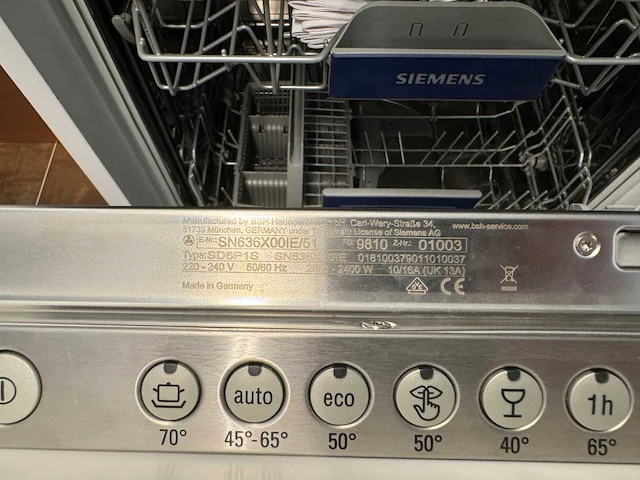 SIEMENS
Manufactured by BSH Hausgeräte GmbH, Carl-Wery-Straße 34, www.bsh-service.com
81739 München, GERMANY under Trademark License of Siemens AG
E-Nr. SN636X00IE/51 FD: 9810 Z-Nr.: 01003
Type: SD6P1S 018100379011010037
220 - 240 V 50/60 Hz 2400 W 10/16A (UK 13A)
Made in Germany CE
auto eco 1h
70° 45°-65° 50° 50° 40° 65°